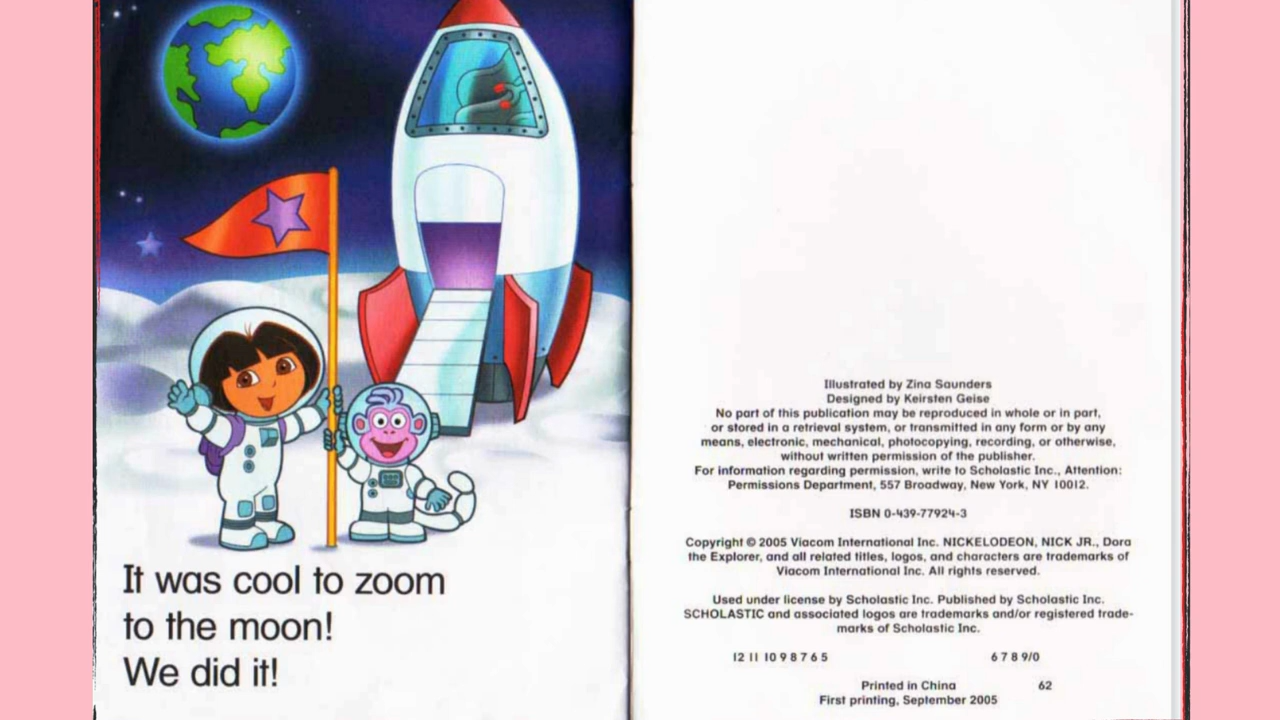 It was cool to zoom
to the moon!
We did it!
Illustrated by Zina Saunders
Designed by Keirsten Geise
No part of this publication may be reproduced in whole or in part,
or stored in a retrieval system, or transmitted in any form or by any
means, electronic, mechanical, photocopying, recording, or otherwise,
without written permission of the publisher.
For information regarding permission, write to Scholastic Inc., Attention:
Permissions Department, 557 Broadway, New York, NY 10012.
ISBN 0-439-77924-3
Copyright © 2005 Viacom International Inc. NICKELODEON, NICK JR., Dora
the Explorer, and all related titles, logos, and characters are trademarks of
Viacom International Inc. All rights reserved.
Used under license by Scholastic Inc. Published by Scholastic Inc.
SCHOLASTIC and associated logos are trademarks and/or registered trade-
marks of Scholastic Inc.
12 11 10 9 8 7 6 5 6 7 8 9/0
Printed in China 62
First printing, September 2005